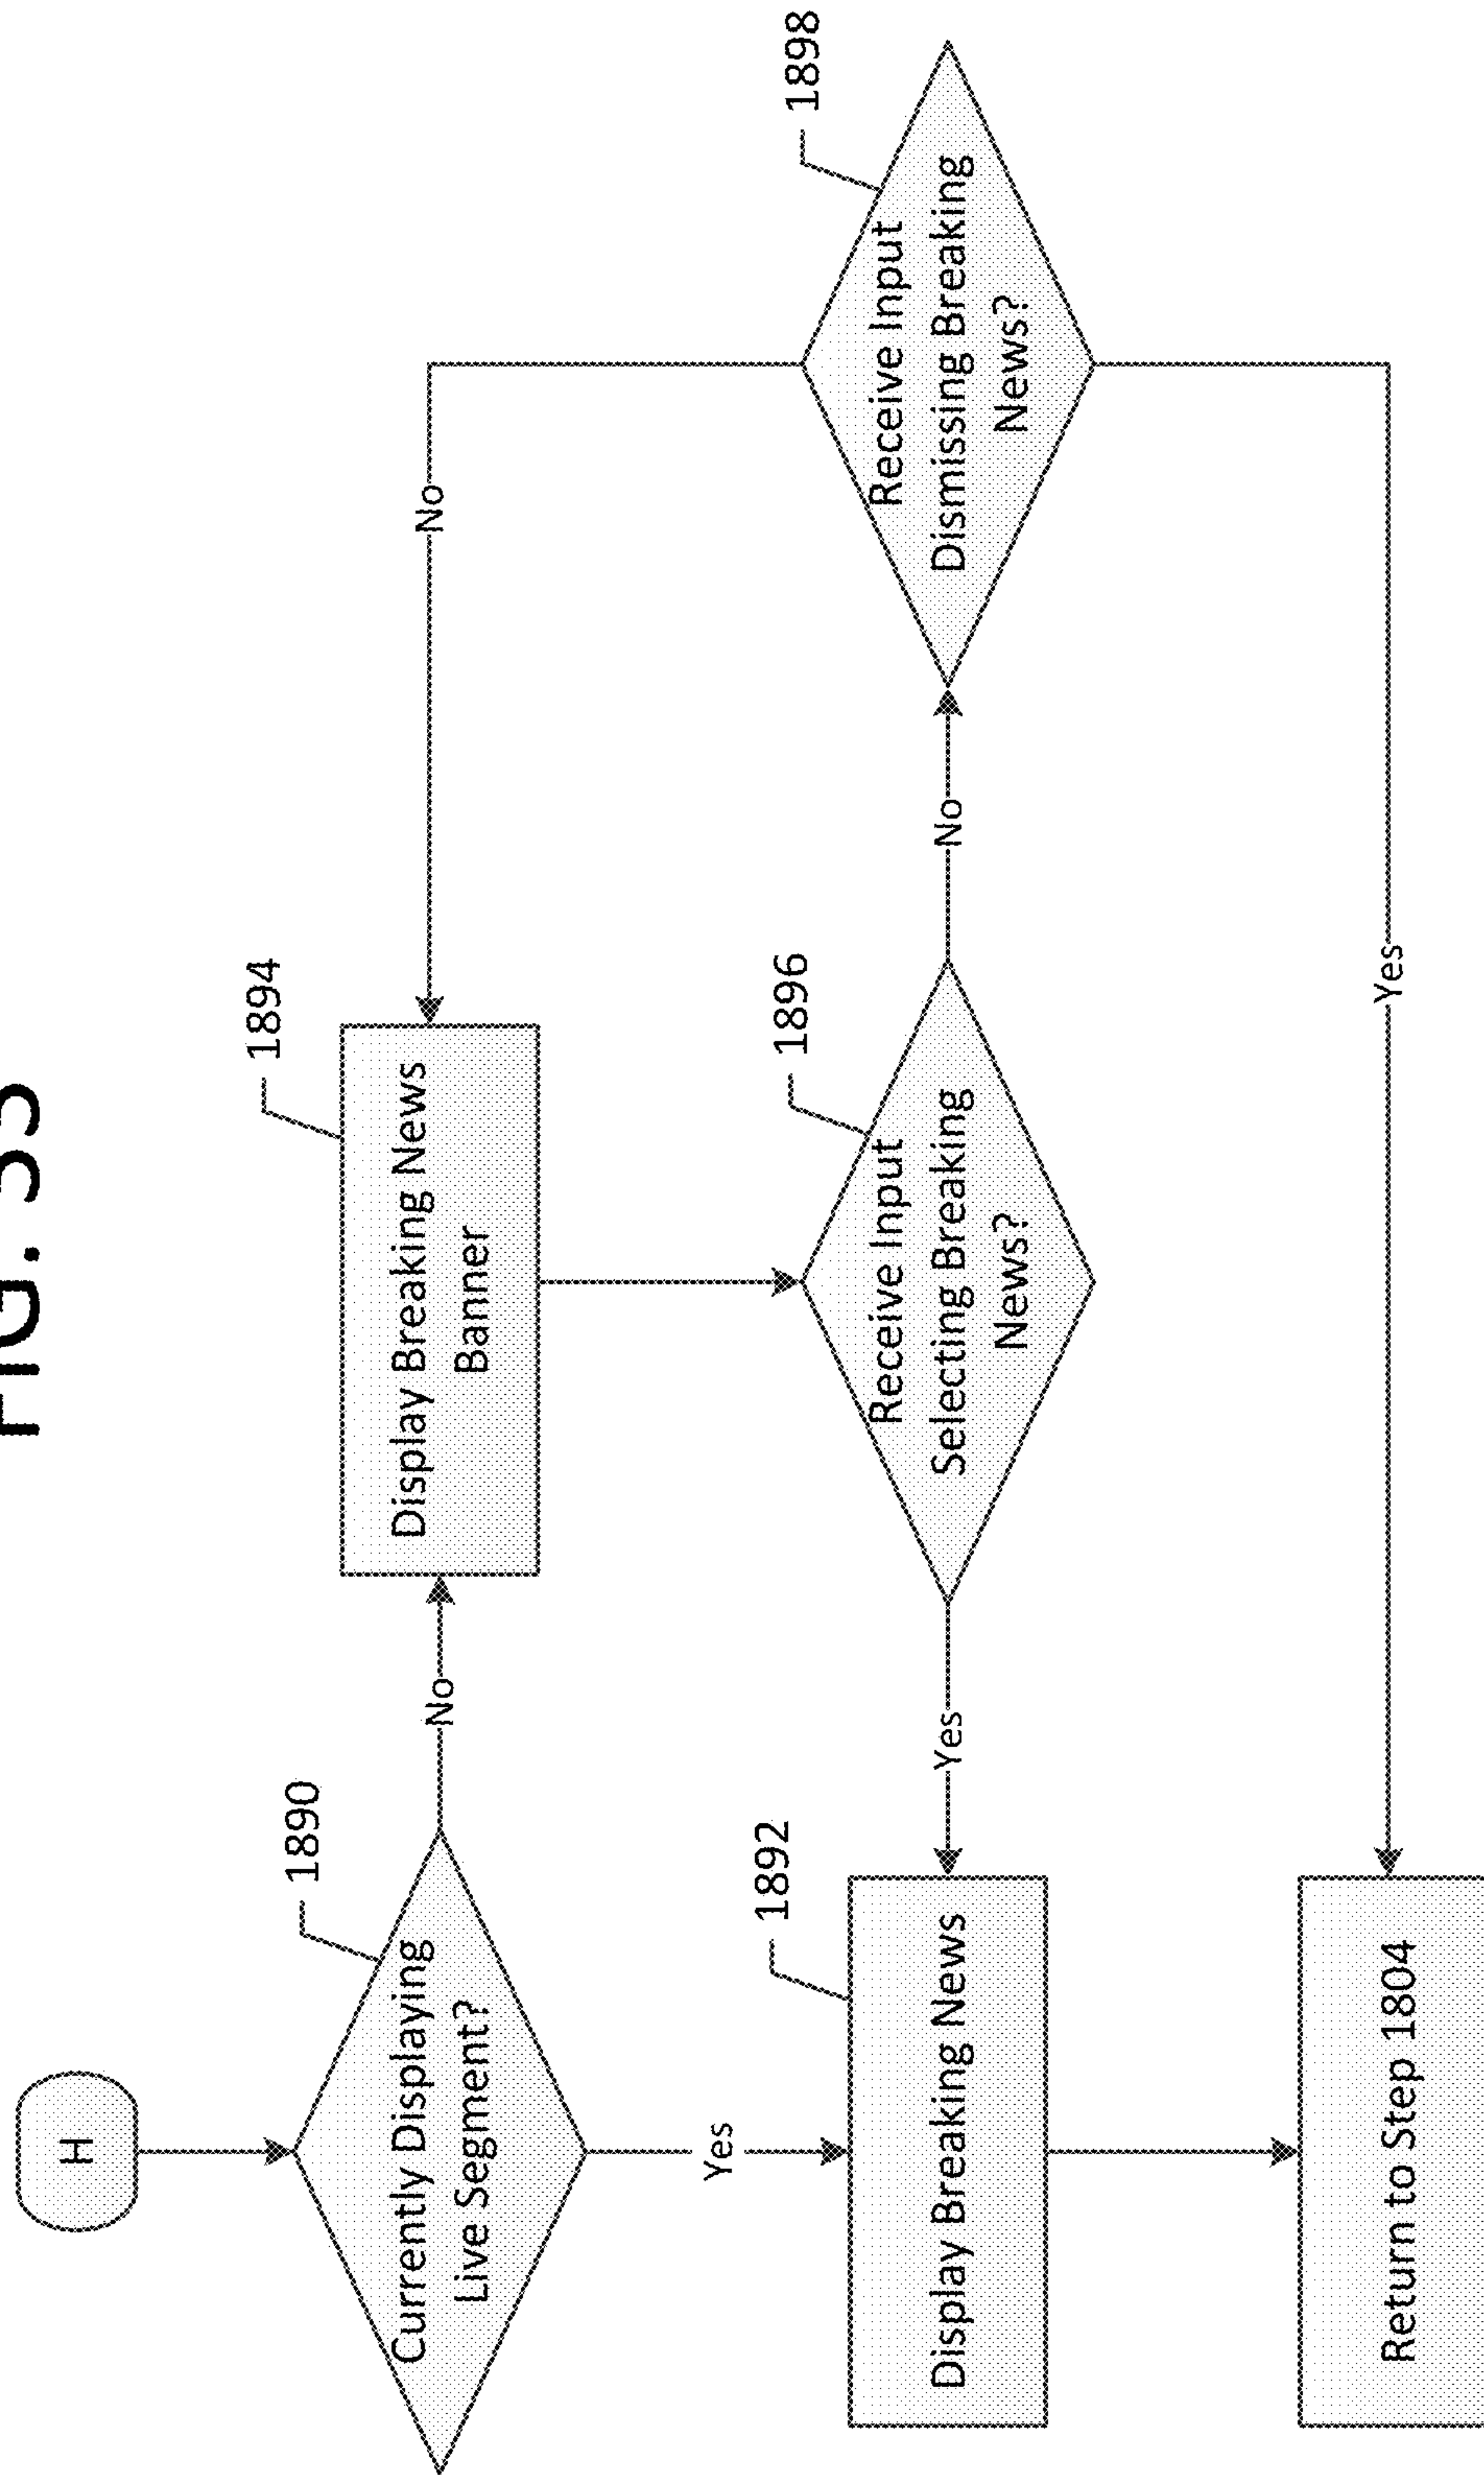 FIG.
H
1890
Currently Displaying
Live Segment?
No
1894
Display Breaking News
Banner
No
Yes
1892
Display Breaking News
Yes
1896
Receive Input
Selecting Breaking
News?
No
1898
Receive Input
Dismissing Breaking
News?
Return to Step 1804
Yes